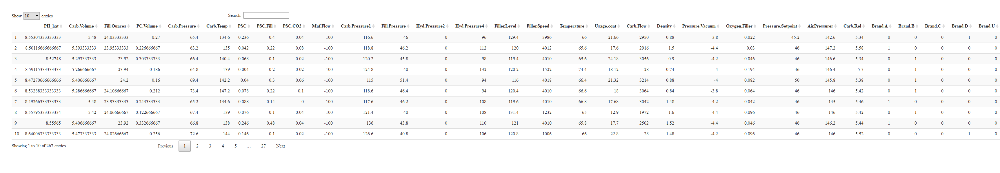 Show 10 entries Search:
PH_hat Carb.Volume Fill.Ounces PC.Volume Carb.Pressure Carb.Temp PSC PSC.Fill PSC.CO2 Mnf.Flow Carb.Pressure1 Fill.Pressure Hyd.Pressure2 Hyd.Pressure4 Filler.Level Filler.Speed Temperature Usage.cont Carb.Flow Density Pressure.Vacuum Oxygen.Filler Pressure.Setpoint Air.Pressurer Carb.Rel Brand.A Brand.B Brand.C Brand.D Brand.U
1 8.55304333333333 5.48 24.03333333 0.27 65.4 134.6 0.236 0.4 0.04 -100 116.6 46 0 96 129.4 3986 66 21.66 2950 0.88 -3.8 0.022 45.2 142.6 5.34 0 0 0 1 0
2 8.50116666666667 5.393333333 23.95333333 0.226666667 63.2 135 0.042 0.22 0.08 -100 118.8 46.2 0 112 120 4012 65.6 17.6 2916 1.5 -4.4 0.03 46 147.2 5.58 1 0 0 0 0
3 8.52748 5.293333333 23.92 0.303333333 66.4 140.4 0.068 0.1 0.02 -100 120.2 45.8 0 98 119.4 4010 65.6 24.18 3056 0.9 -4.2 0.046 46 146.6 5.34 0 1 0 0 0
4 8.59115333333333 5.266666667 23.94 0.186 64.8 139 0.004 0.2 0.02 -100 124.8 40 0 132 120.2 1522 74.4 18.12 28 0.74 -4 0.194 46 146.4 5.5 0 1 0 0 0
5 8.47270666666666 5.406666667 24.2 0.16 69.4 142.2 0.04 0.3 0.06 -100 115 51.4 0 94 116 4018 66.4 21.32 3214 0.88 -4 0.082 50 145.8 5.38 0 1 0 0 0
6 8.53288333333333 5.286666667 24.10666667 0.212 73.4 147.2 0.078 0.22 0.1 -100 118.6 46.4 0 94 120.4 4010 66.6 18 3064 0.84 -3.8 0.064 46 146 5.42 0 1 0 0 0
7 8.49266333333333 5.48 23.93333333 0.243333333 65.2 134.6 0.088 0.14 0 -100 117.6 46.2 0 108 119.6 4010 66.8 17.68 3042 1.48 -4.2 0.042 46 145 5.46 1 0 0 0 0
8 8.55795333333334 5.42 24.06666667 0.122666667 67.4 139 0.076 0.1 0.04 -100 121.4 40 0 108 131.4 1232 65 12.9 1972 1.6 -4.4 0.096 46 146 5.42 0 1 0 0 0
9 8.55565 5.406666667 23.92 0.332666667 66.8 138 0.246 0.48 0.04 -100 136 43.8 0 110 121 4010 65.8 17.7 2502 1.52 -4.4 0.046 46 146.2 5.44 1 0 0 0 0
10 8.64006333333333 5.473333333 24.02666667 0.256 72.6 144 0.146 0.1 0.02 -100 126.6 40.8 0 106 120.8 1006 66 22.8 28 1.48 -4.2 0.096 46 146 5.52 0 0 0 1 0
Showing 1 to 10 of 267 entries Previous 1 2 3 4 5 … 27 Next